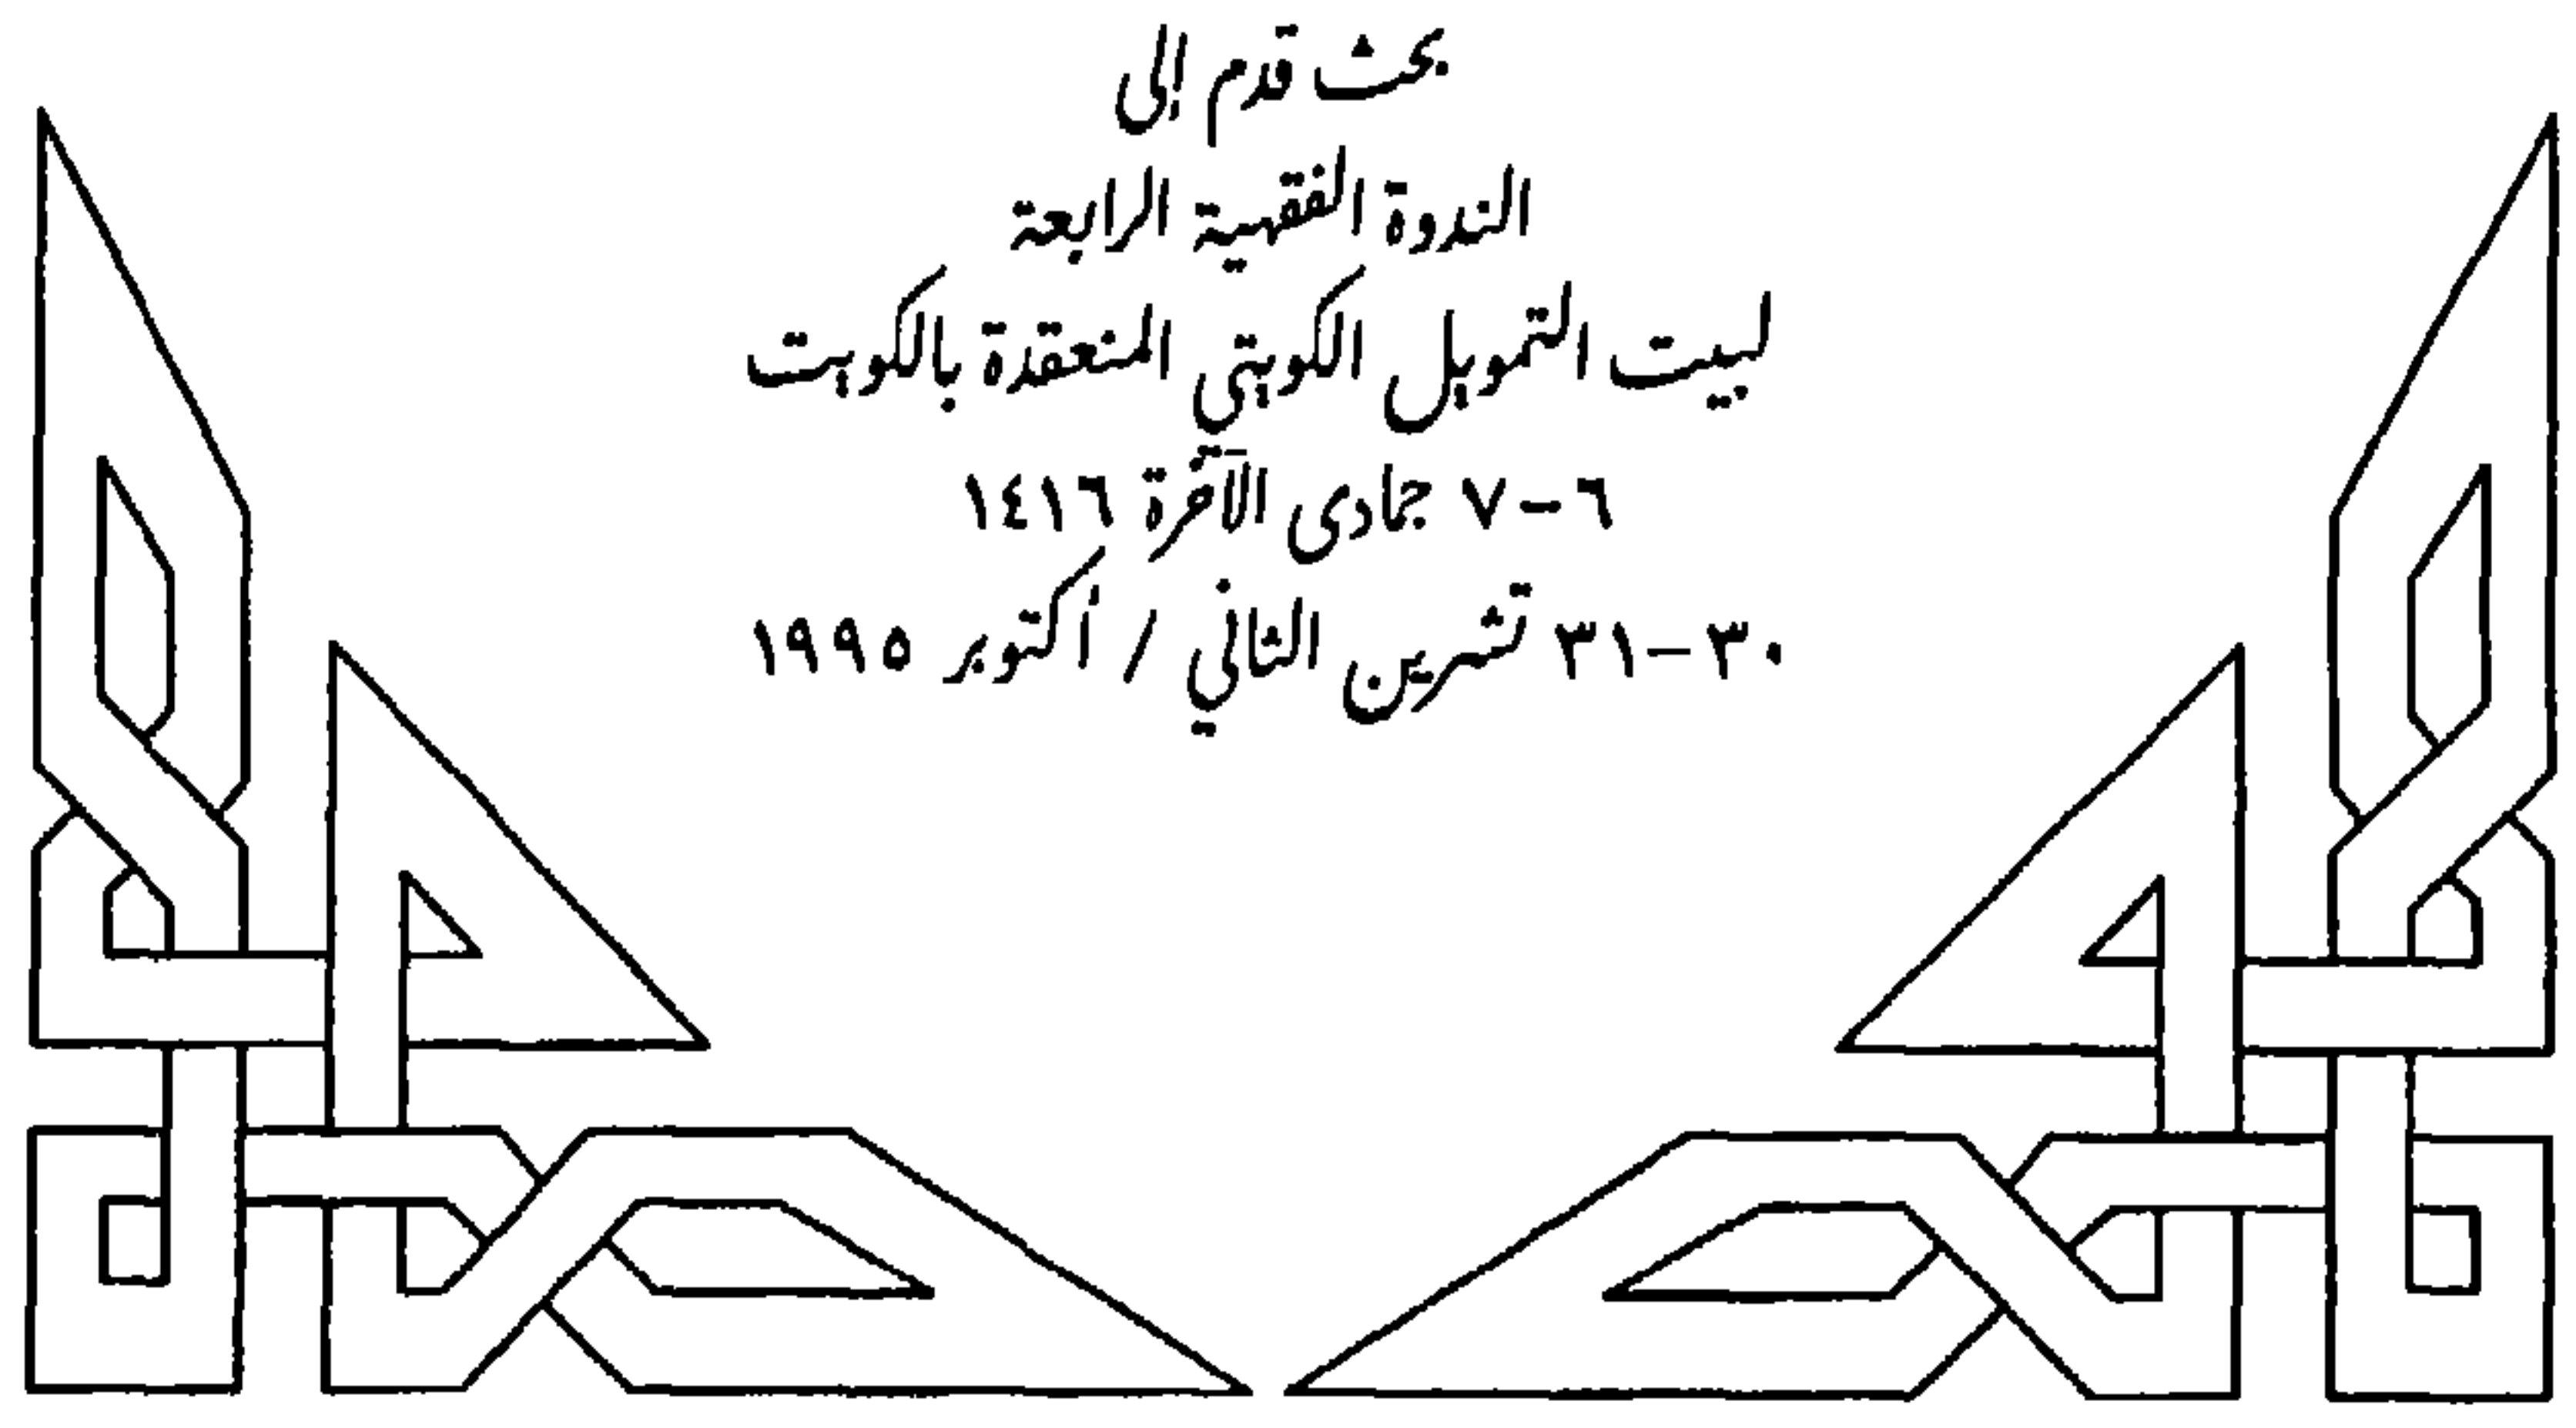 بحث قدم إلى
الندوة الفقهية الرابعة
لبيت التمويل الكويتي المنعقدة بالكويت
٦-٧ جمادى الآخرة ١٤١٦
٣٠-٣١ تشرين الثاني / أكتوبر ١٩٩٥